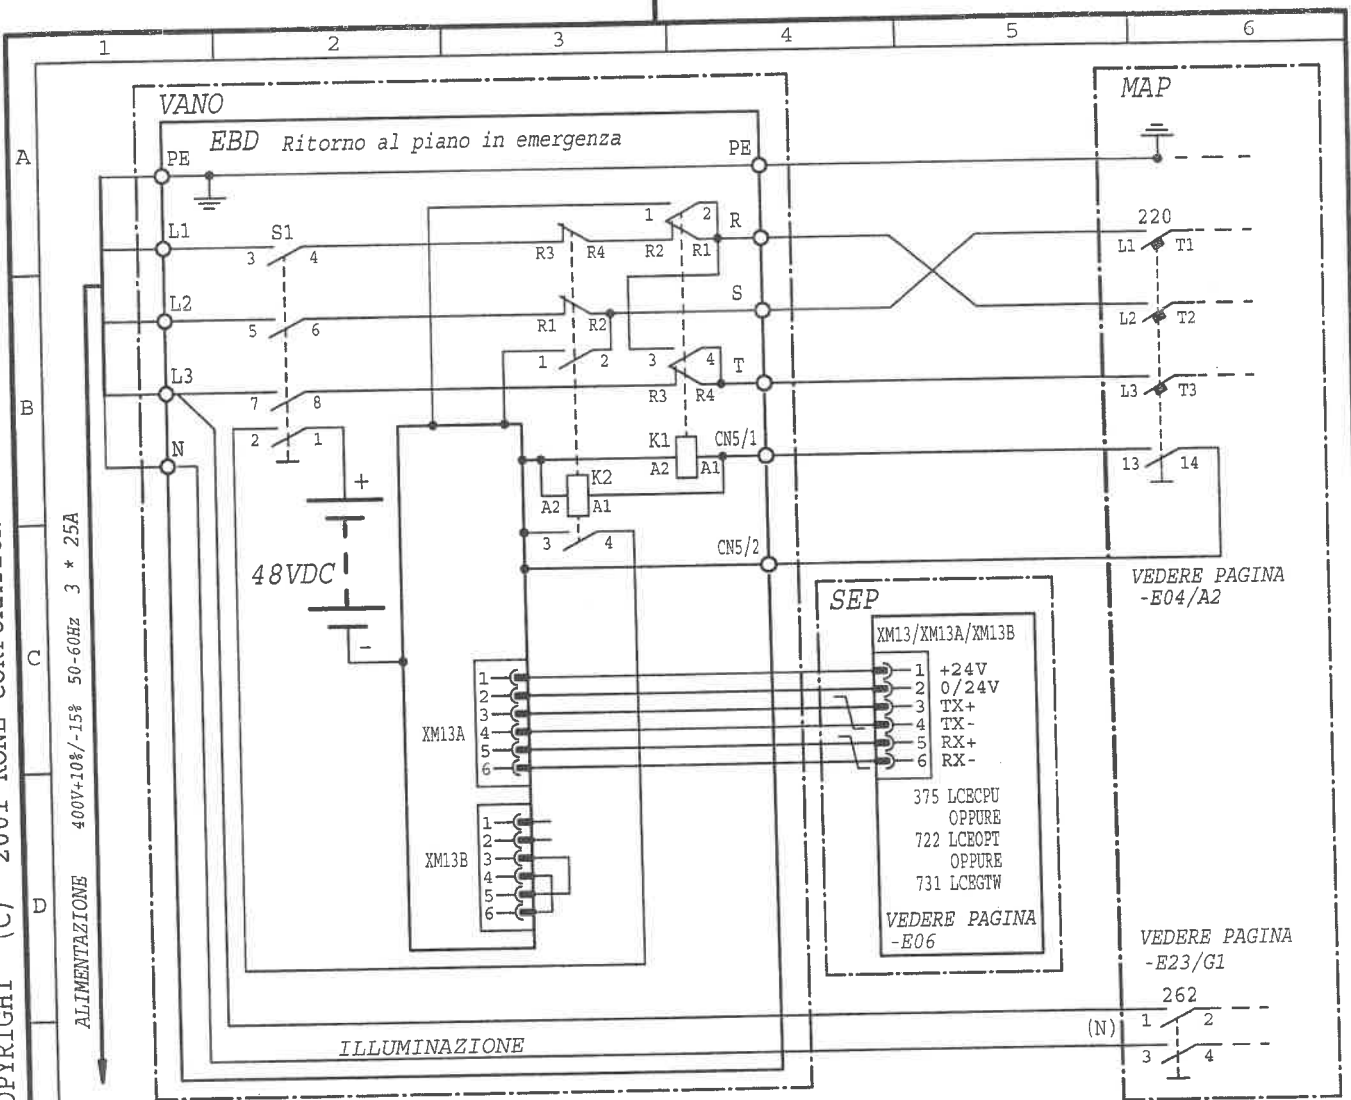 1 2 3 4 5 6
A
B
C
D
VANO
MAP
EBD Ritorno al piano in emergenza
PE
PE
L1
S1
3 4
R3 R4
1 2
R2 R1
R
220
L1 T1
L2
5 6
R1 R2
S
L2 T2
1 2
3 4
T
L3
7 8
R3 R4
L3 T3
2 1
N
K1
CN5/1
A2 A1
13 14
+
K2
A2 A1
48VDC
3 4
CN5/2
-
VEDERE PAGINA
-E04/A2
SEP
XM13/XM13A/XM13B
1 +24V
2 0/24V
3 TX+
4 TX-
5 RX+
6 RX-
XM13A
1
2
3
4
5
6
XM13B
1
2
3
4
5
6
375 LCECPU
OPPURE
722 LCEOPT
OPPURE
731 LCEGTW
VEDERE PAGINA
-E06
VEDERE PAGINA
-E23/G1
262
1 2
(N)
3 4
ILLUMINAZIONE
ALIMENTAZIONE 400V+10%/-15% 50-60Hz 3 * 25A
(C) 2001 KONE